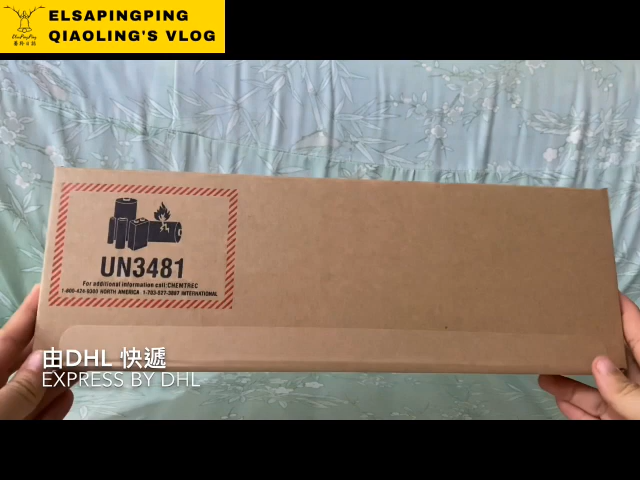 ELSAPINGPING
QIAOLING'S VLOG
UN3481
For additional information call:CHEMTREC
1-800-424-9300 NORTH AMERICA 1-703-527-3887 INTERNATIONAL
由DHL 快遞
EXPRESS BY DHL